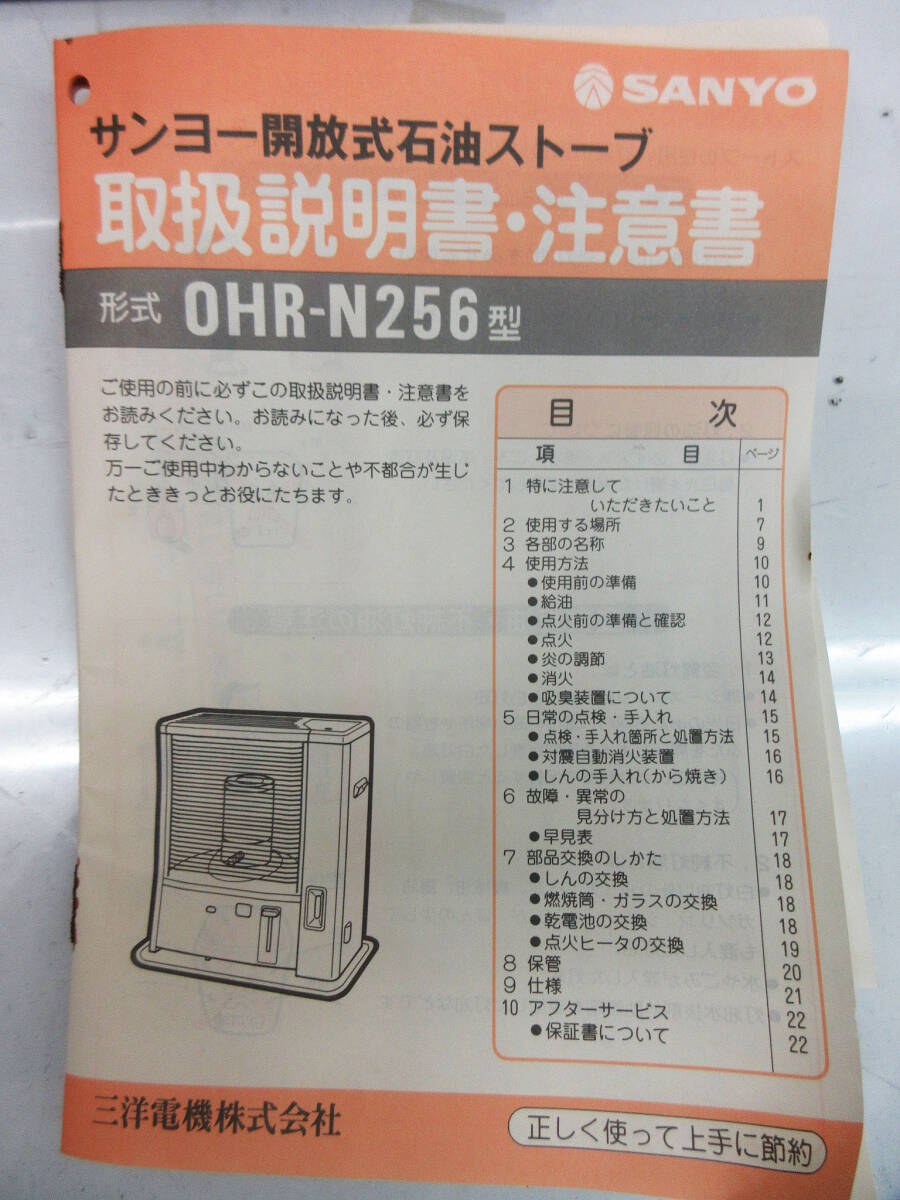 SANYO
サンヨー開放式石油ストーブ
取扱説明書・注意書
形式 OHR-N256型
ご使用の前に必ずこの取扱説明書・注意書を
お読みください。お読みになった後、必ず保
存してください。
万一ご使用中わからないことや不都合が生じ
たとききっとお役にたちます。
目 次
項 目 ページ
1 特に注意して
いただきたいこと 1
2 使用する場所 7
3 各部の名称 9
4 使用方法 10
●使用前の準備 10
●給油 11
●点火前の準備と確認 12
●点火 12
●炎の調節 13
●消火 14
●吸臭装置について 14
5 日常の点検・手入れ 15
●点検・手入れ箇所と処置方法 15
●対震自動消火装置 16
●しんの手入れ(から焼き) 16
6 故障・異常の
見分け方と処置方法 17
●早見表 17
7 部品交換のしかた 18
●しんの交換 18
●燃焼筒・ガラスの交換 18
●乾電池の交換 18
●点火ヒータの交換 19
8 保管 20
9 仕様 21
10 アフターサービス 22
●保証書について 22
三洋電機株式会社
正しく使って上手に節約